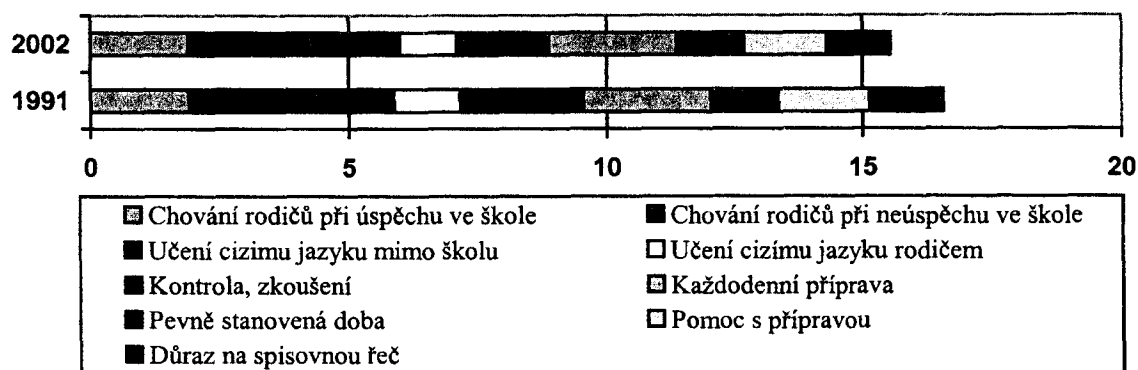 2002
1991
0 5 10 15 20
Chování rodičů při úspěchu ve škole Chování rodičů při neúspěchu ve škole
Učení cizimu jazyku mimo školu Učení cizímu jazyku rodičem
Kontrola, zkoušení Každodenní příprava
Pevně stanovená doba Pomoc s přípravou
Důraz na spisovnou řeč